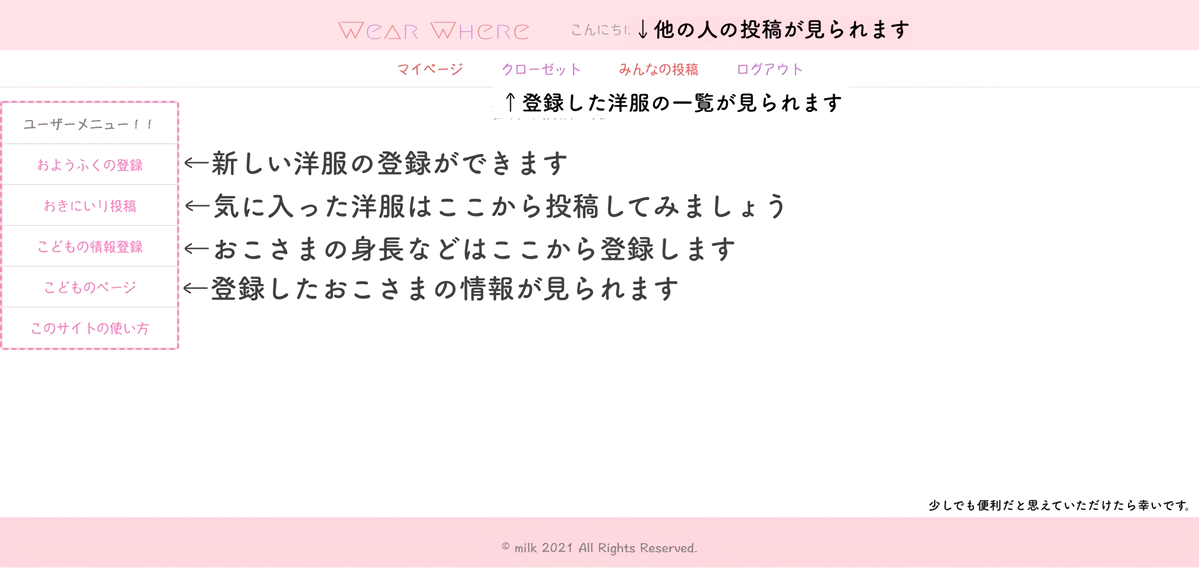 WEAR WHERE
こんにちは ↓他の人の投稿が見られます
マイページ クローゼット みんなの投稿 ログアウト
↑登録した洋服の一覧が見られます
ユーザーメニュー！！
おようふくの登録 ←新しい洋服の登録ができます
おきにいり投稿 ←気に入った洋服はここから投稿してみましょう
こどもの情報登録 ←おこさまの身長などはここから登録します
こどものページ ←登録したおこさまの情報が見られます
このサイトの使い方
少しでも便利だと思えていただけたら幸いです。
© milk 2021 All Rights Reserved.